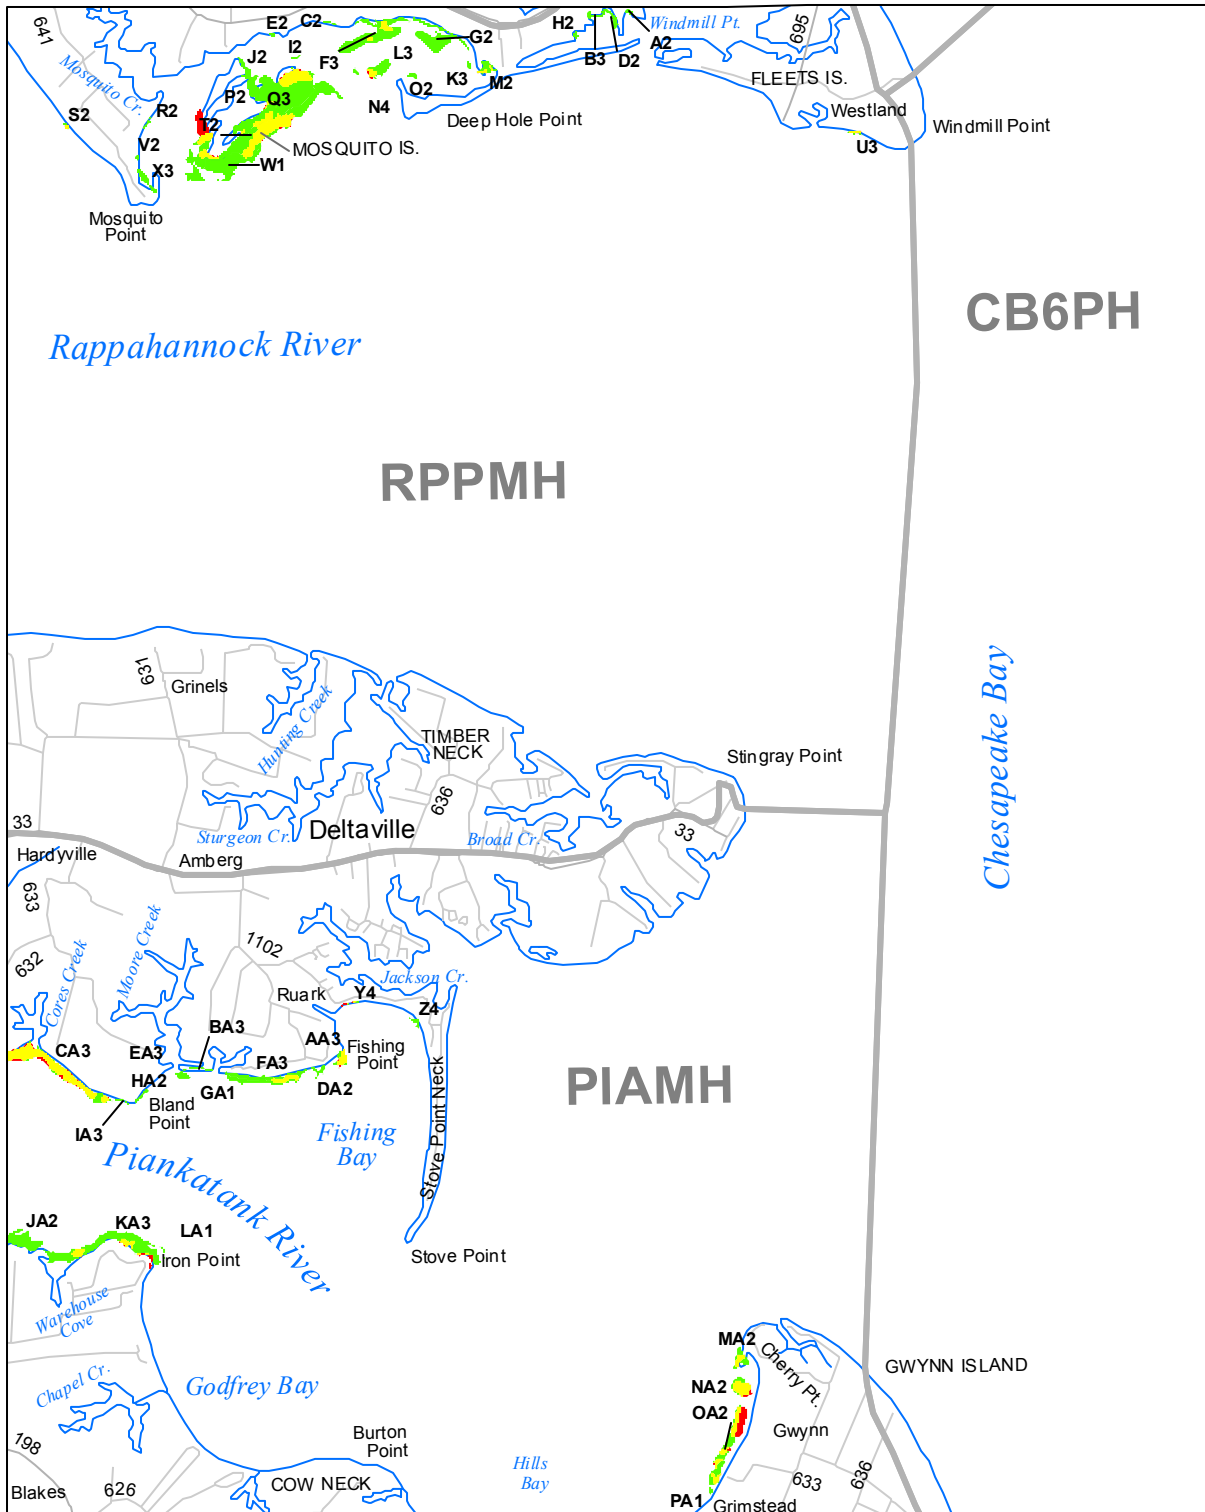 641
E2
C2
H2
Windmill Pt.
695
G2
A2
I2
L3
B3
D2
J2
F3
Mosquito Cr.
K3
M2
FLEETS IS.
O2
P2
Q3
N4
S2
R2
Deep Hole Point
Westland
Windmill Point
T2
V2
MOSQUITO IS.
U3
W1
X3
Mosquito
Point
CB6PH
Rappahannock River
RPPMH
631
Grinels
Hunting Creek
TIMBER
NECK
Chesapeake Bay
Stingray Point
636
33
Sturgeon Cr.
Deltaville
Broad Cr.
33
Hardyville
Amberg
633
Moore Creek
1102
632
Cores Creek
Jackson Cr.
Ruark
Y4
Z4
BA3
AA3
Fishing
Point
CA3
EA3
FA3
HA2
GA1
DA2
PIAMH
Bland
Point
IA3
Fishing
Bay
Stove Point Neck
Piankatank River
JA2
KA3
LA1
Iron Point
Stove Point
Warehouse
Cove
MA2
Cherry Pt.
GWYNN ISLAND
Chapel Cr.
Godfrey Bay
NA2
OA2
Gwynn
198
Burton
Point
Hills
Bay
COW NECK
633
636
Blakes
626
PA1
Grimstead